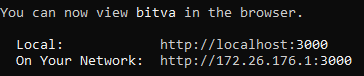 You can now view bitva in the browser.
Local: http://localhost:3000
On Your Network: http://172.26.176.1:3000